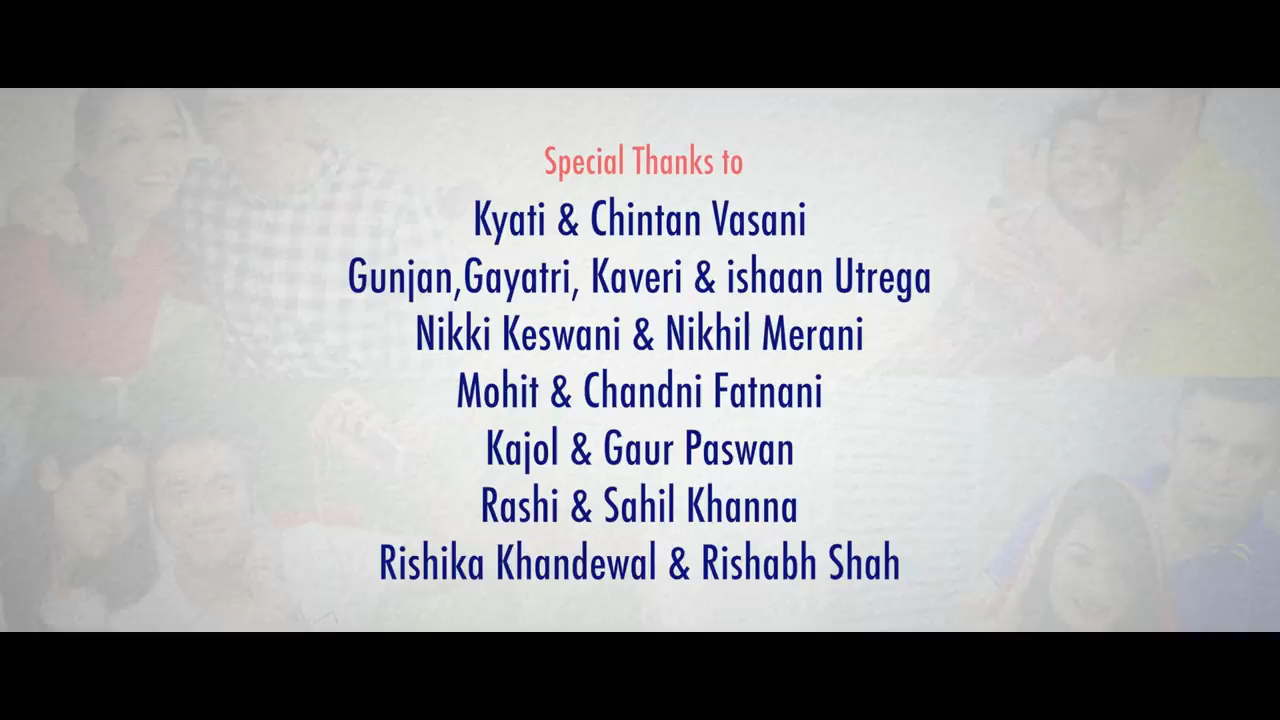 Special Thanks to
Kyati & Chintan Vasani
Gunjan,Gayatri, Kaveri & ishaan Utrega
Nikki Keswani & Nikhil Merani
Mohit & Chandni Fatnani
Kajol & Gaur Paswan
Rashi & Sahil Khanna
Rishika Khandewal & Rishabh Shah